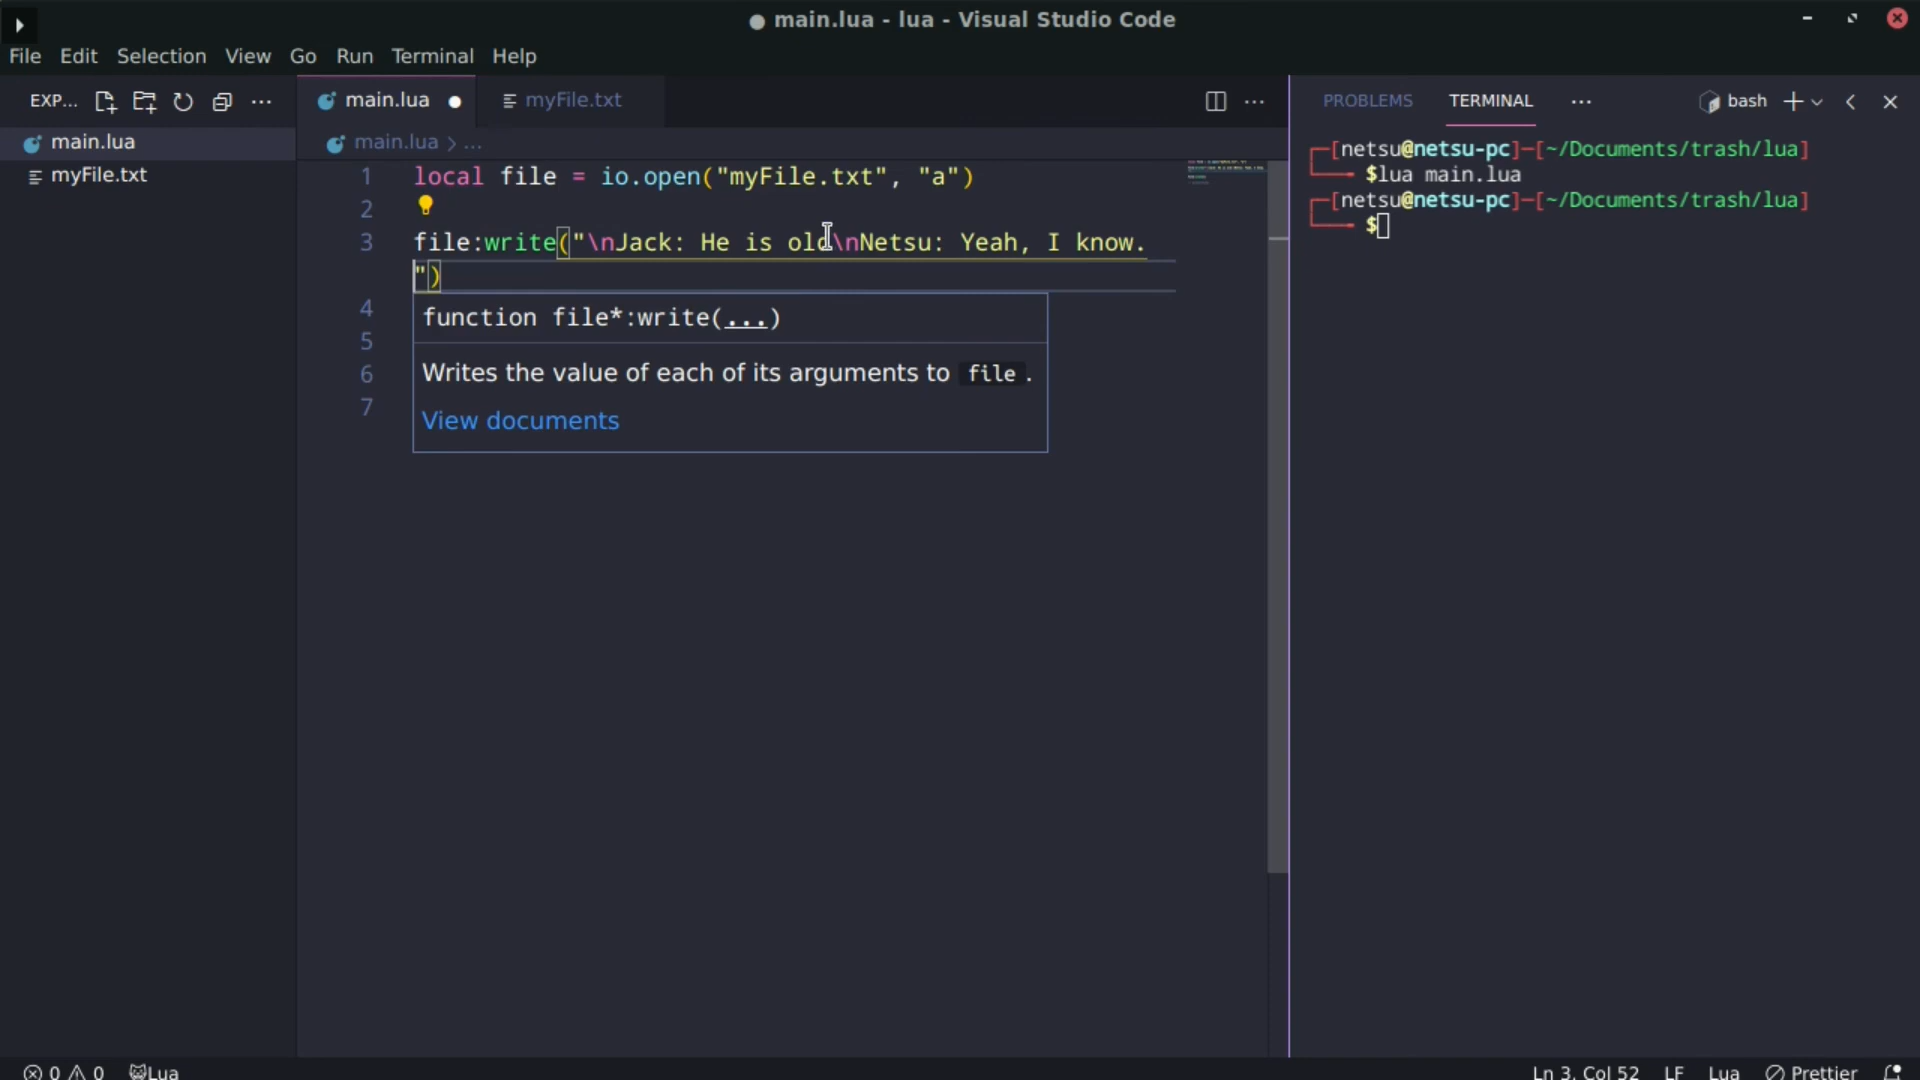 ● main.lua - lua - Visual Studio Code
File Edit Selection View Go Run Terminal Help
EXP...
main.lua
myFile.txt
main.lua ● myFile.txt
main.lua > ...
1 local file = io.open("myFile.txt", "a")
2
3 file:write("\nJack: He is old\nNetsu: Yeah, I know.
")
4
5
6
7
function file*:write(...)
Writes the value of each of its arguments to file.
View documents
PROBLEMS TERMINAL ... bash
[netsu@netsu-pc]-[~/Documents/trash/lua]
$lua main.lua
[netsu@netsu-pc]-[~/Documents/trash/lua]
$
0 0 Lua
Ln 3, Col 52 LF Lua Prettier